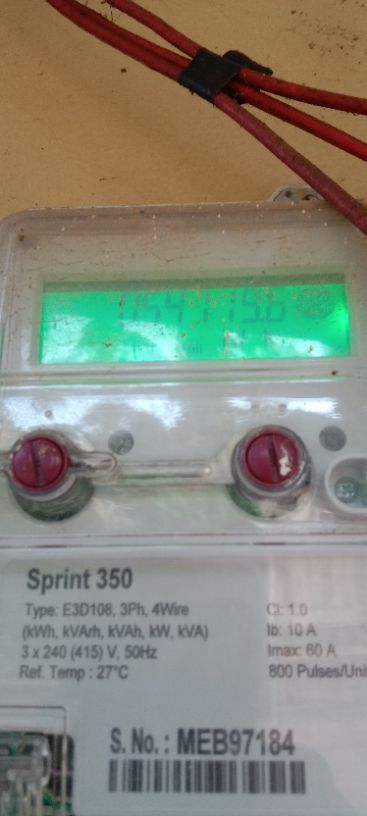 Sprint 350
Type: E3D108, 3Ph, 4Wire Cl: 1.0
(kWh, kVArh, kVAh, kW, kVA) Ib: 10 A
3 x 240 (415) V, 50Hz Imax: 60 A
Ref. Temp : 27°C 800 Pulses/Unit
S. No. : MEB97184